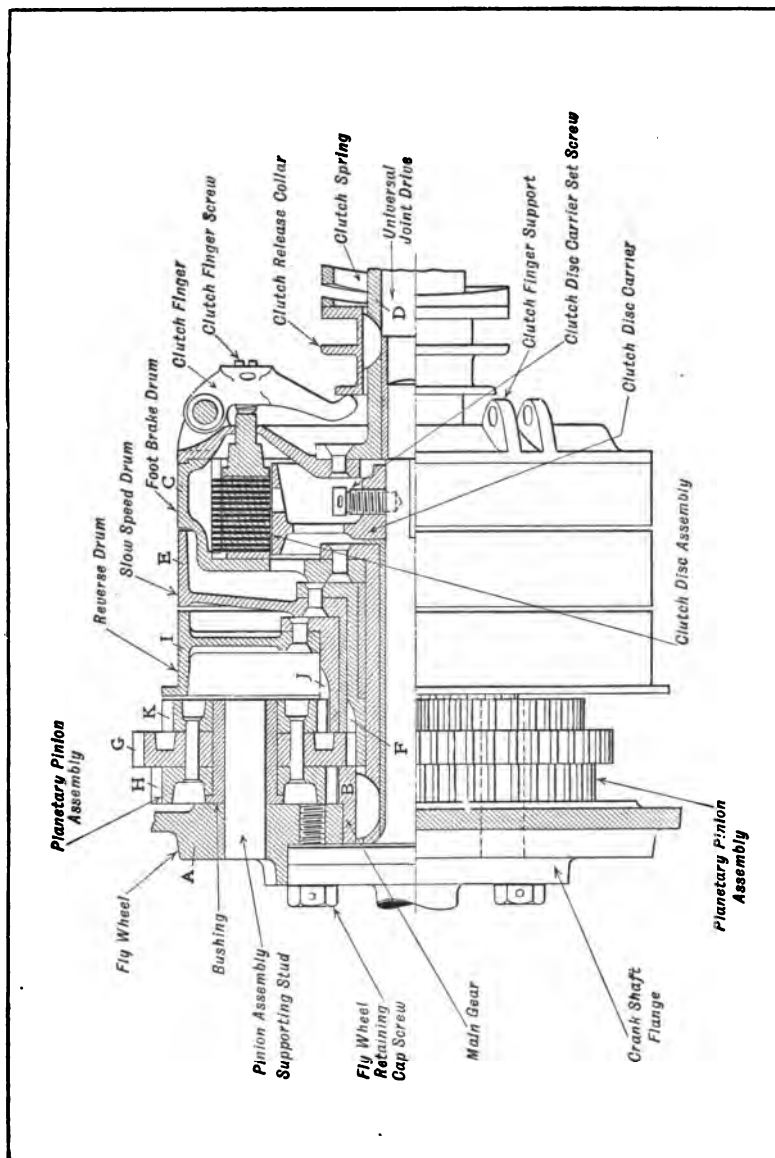 Planetary Pinion
Assembly
Fly Wheel
Bushing
Pinion Assembly
Supporting Stud
Fly Wheel
Retaining
Cap Screw
Main Gear
Crank Shaft
Flange
Planetary Pinion
Assembly
Reverse Drum
Slow Speed Drum
Foot Brake Drum
Clutch Finger
Clutch Finger Screw
Clutch Release Collar
Clutch Spring
Universal
Joint Drive
Clutch Disc Carrier Set Screw
Clutch Finger Support
Clutch Disc Carrier
Clutch Disc Assembly
A
H
G
K
I
E
C
J
B
F
D